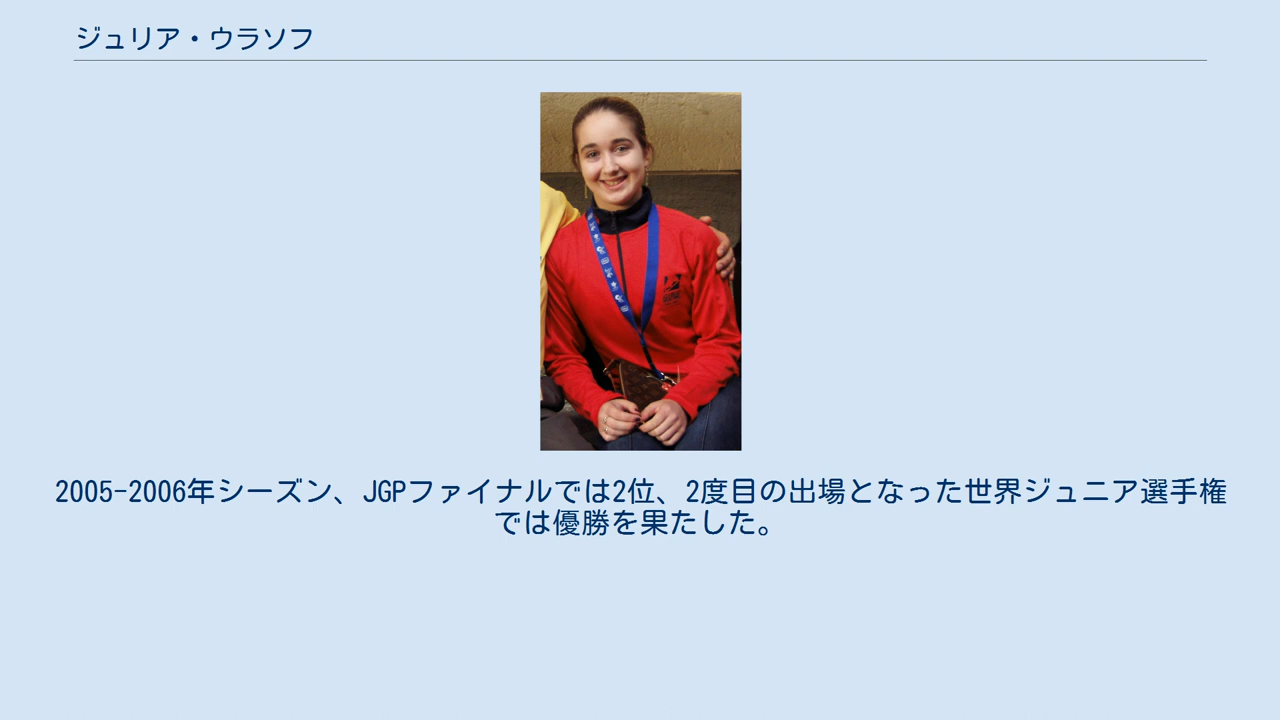 ジュリア・ウラソフ
2005-2006年シーズン、JGPファイナルでは2位、2度目の出場となった世界ジュニア選手権
では優勝を果たした。